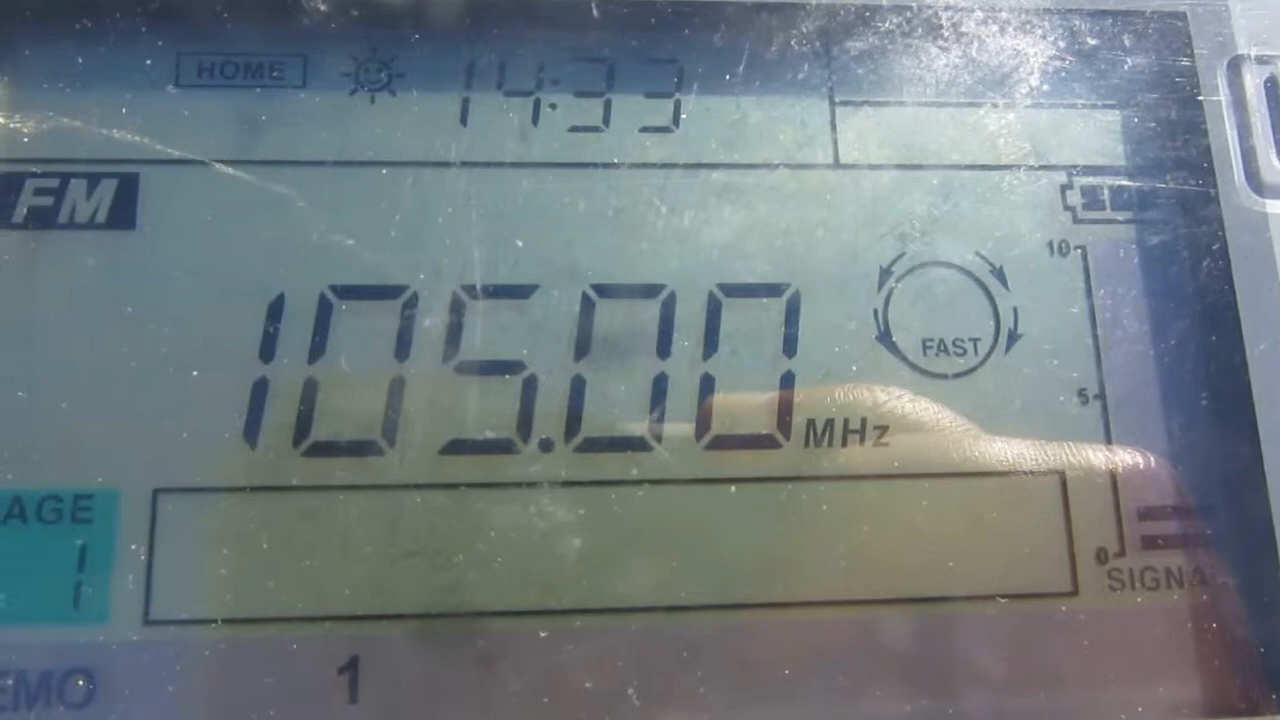 HOME 14:33
FM
10
105.00 MHz
FAST
5
AGE
1
0
SIGNA
EMO 1